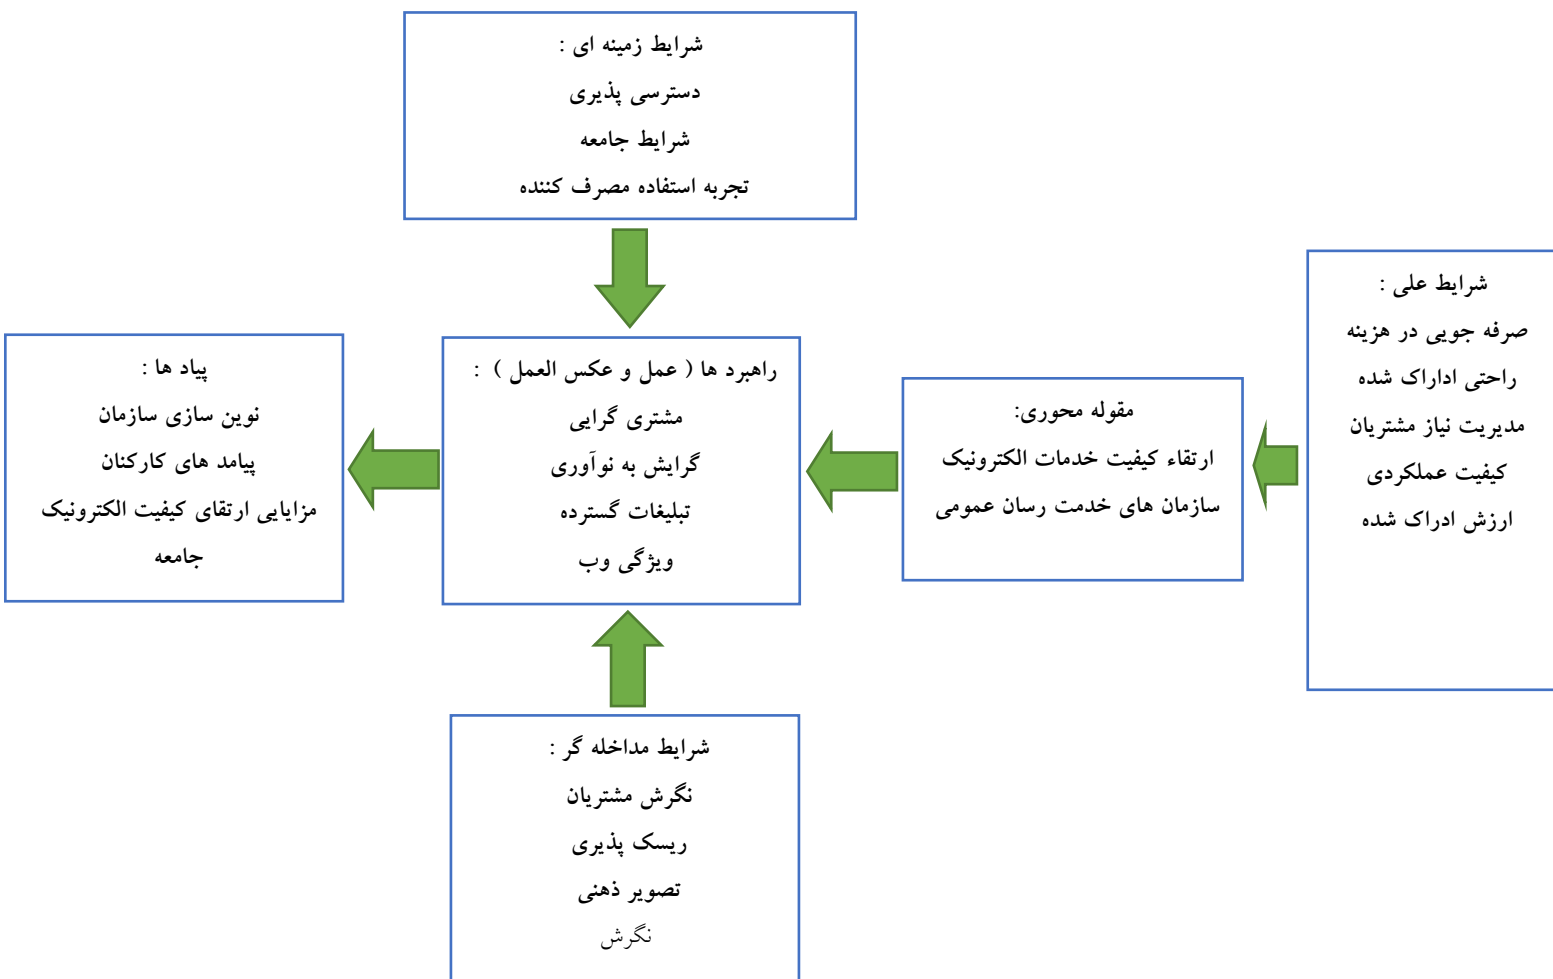 شرایط زمینه ای :
دسترسی پذیری
شرایط جامعه
تجربه استفاده مصرف کننده
شرایط علی :
صرفه جویی در هزینه
راحتی اداراک شده
مدیریت نیاز مشتریان
کیفیت عملکردی
ارزش ادراک شده
مقوله محوری:
ارتقاء کیفیت خدمات الکترونیک
سازمان های خدمت رسان عمومی
راهبرد ها ( عمل و عکس العمل ) :
مشتری گرایی
گرایش به نوآوری
تبلیغات گسترده
ویژگی وب
پیاد ها :
نوین سازی سازمان
پیامد های کارکنان
مزایایی ارتقای کیفیت الکترونیک
جامعه
شرایط مداخله گر :
نگرش مشتریان
ریسک پذیری
تصویر ذهنی
نگرش